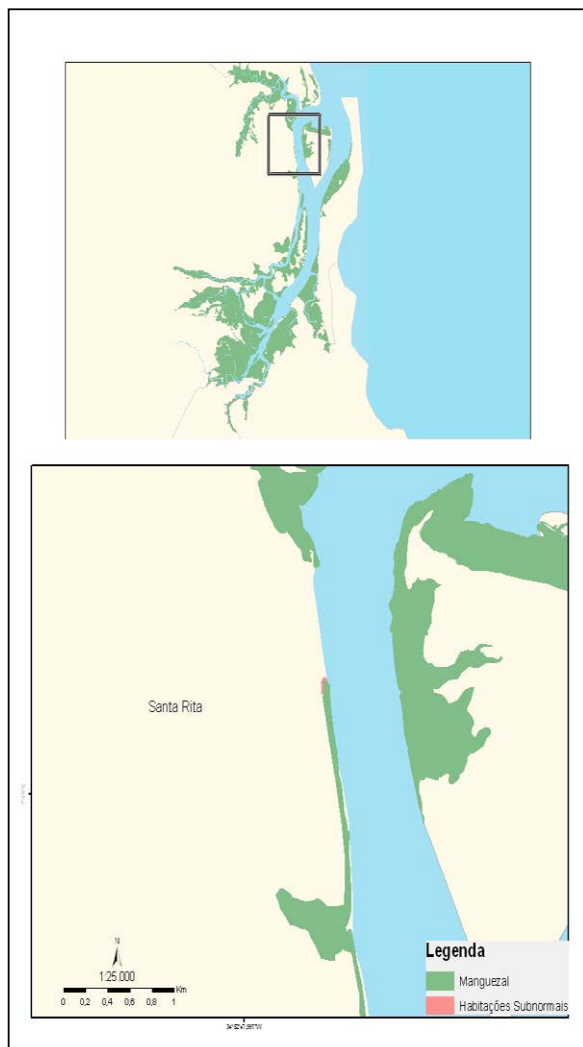 Santa Rita
N
1:25.000
Km
0 0,2 0,4 0,6 0,8 1
Legenda
Manguezal
Habitações Subnormais